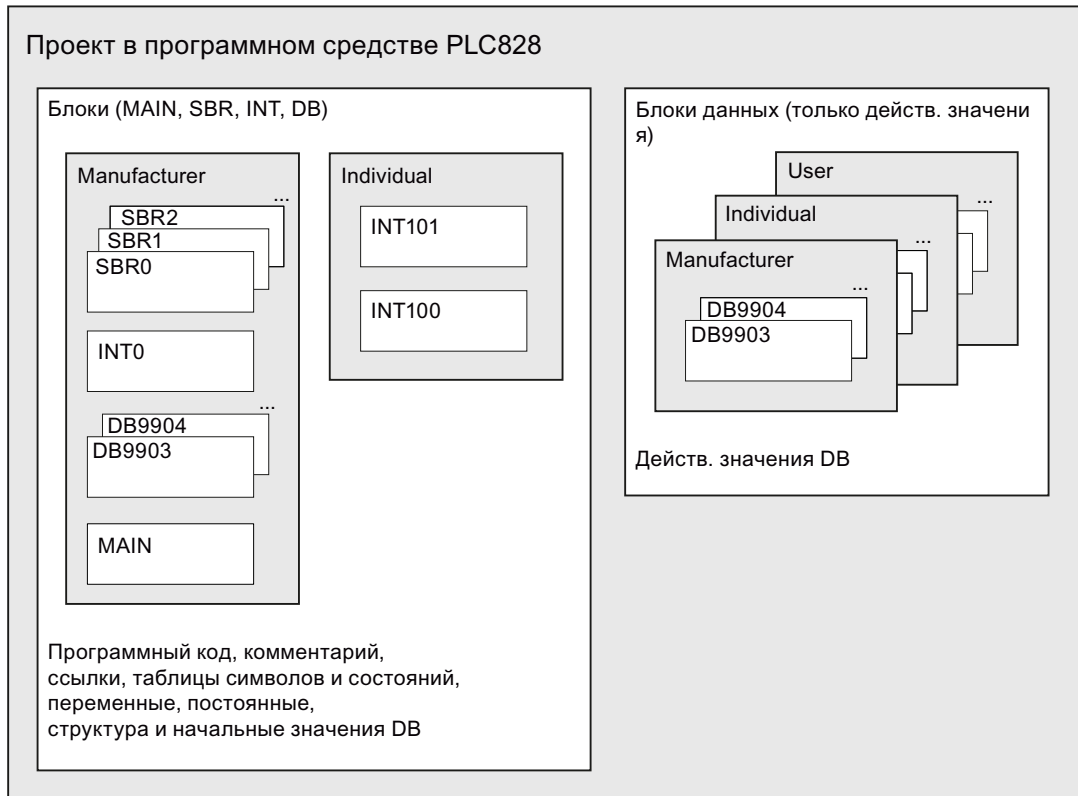 Проект в программном средстве PLC828
Блоки (MAIN, SBR, INT, DB)
Manufacturer
...
SBR2
SBR1
SBR0
INT0
...
DB9904
DB9903
MAIN
Individual
INT101
INT100
Программный код, комментарий,
ссылки, таблицы символов и состояний,
переменные, постоянные,
структура и начальные значения DB
Блоки данных (только действ. значени
я)
User
...
Individual
...
Manufacturer
...
DB9904
DB9903
Действ. значения DB